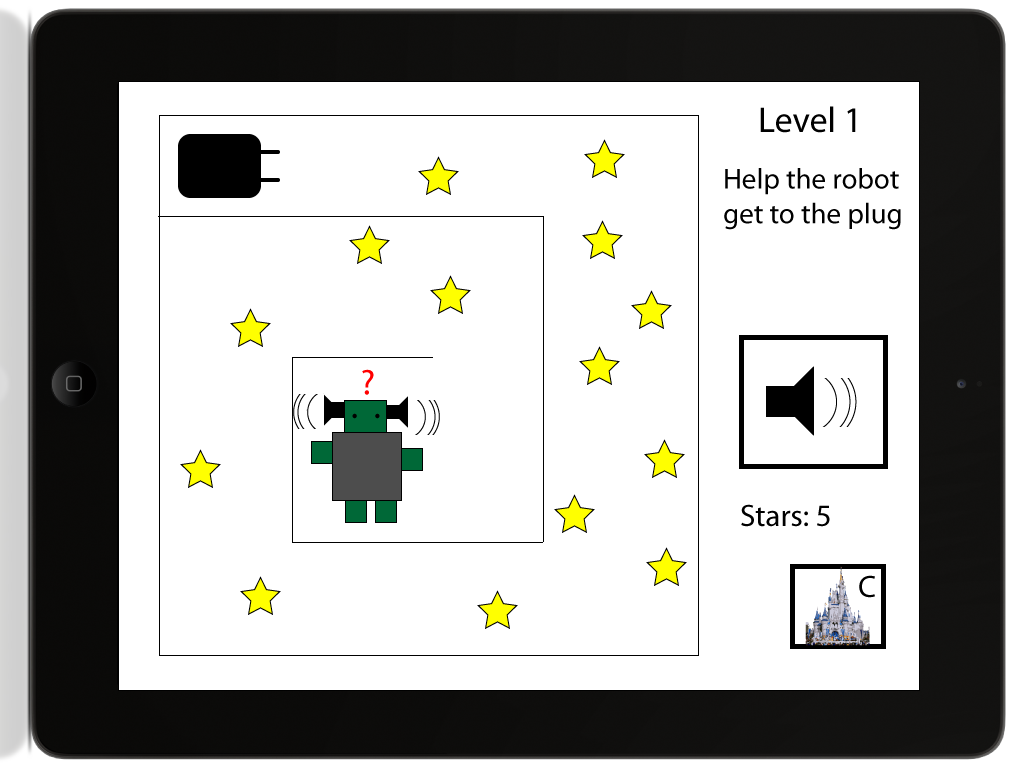 Level 1
Help the robot
get to the plug
?
Stars: 5
C